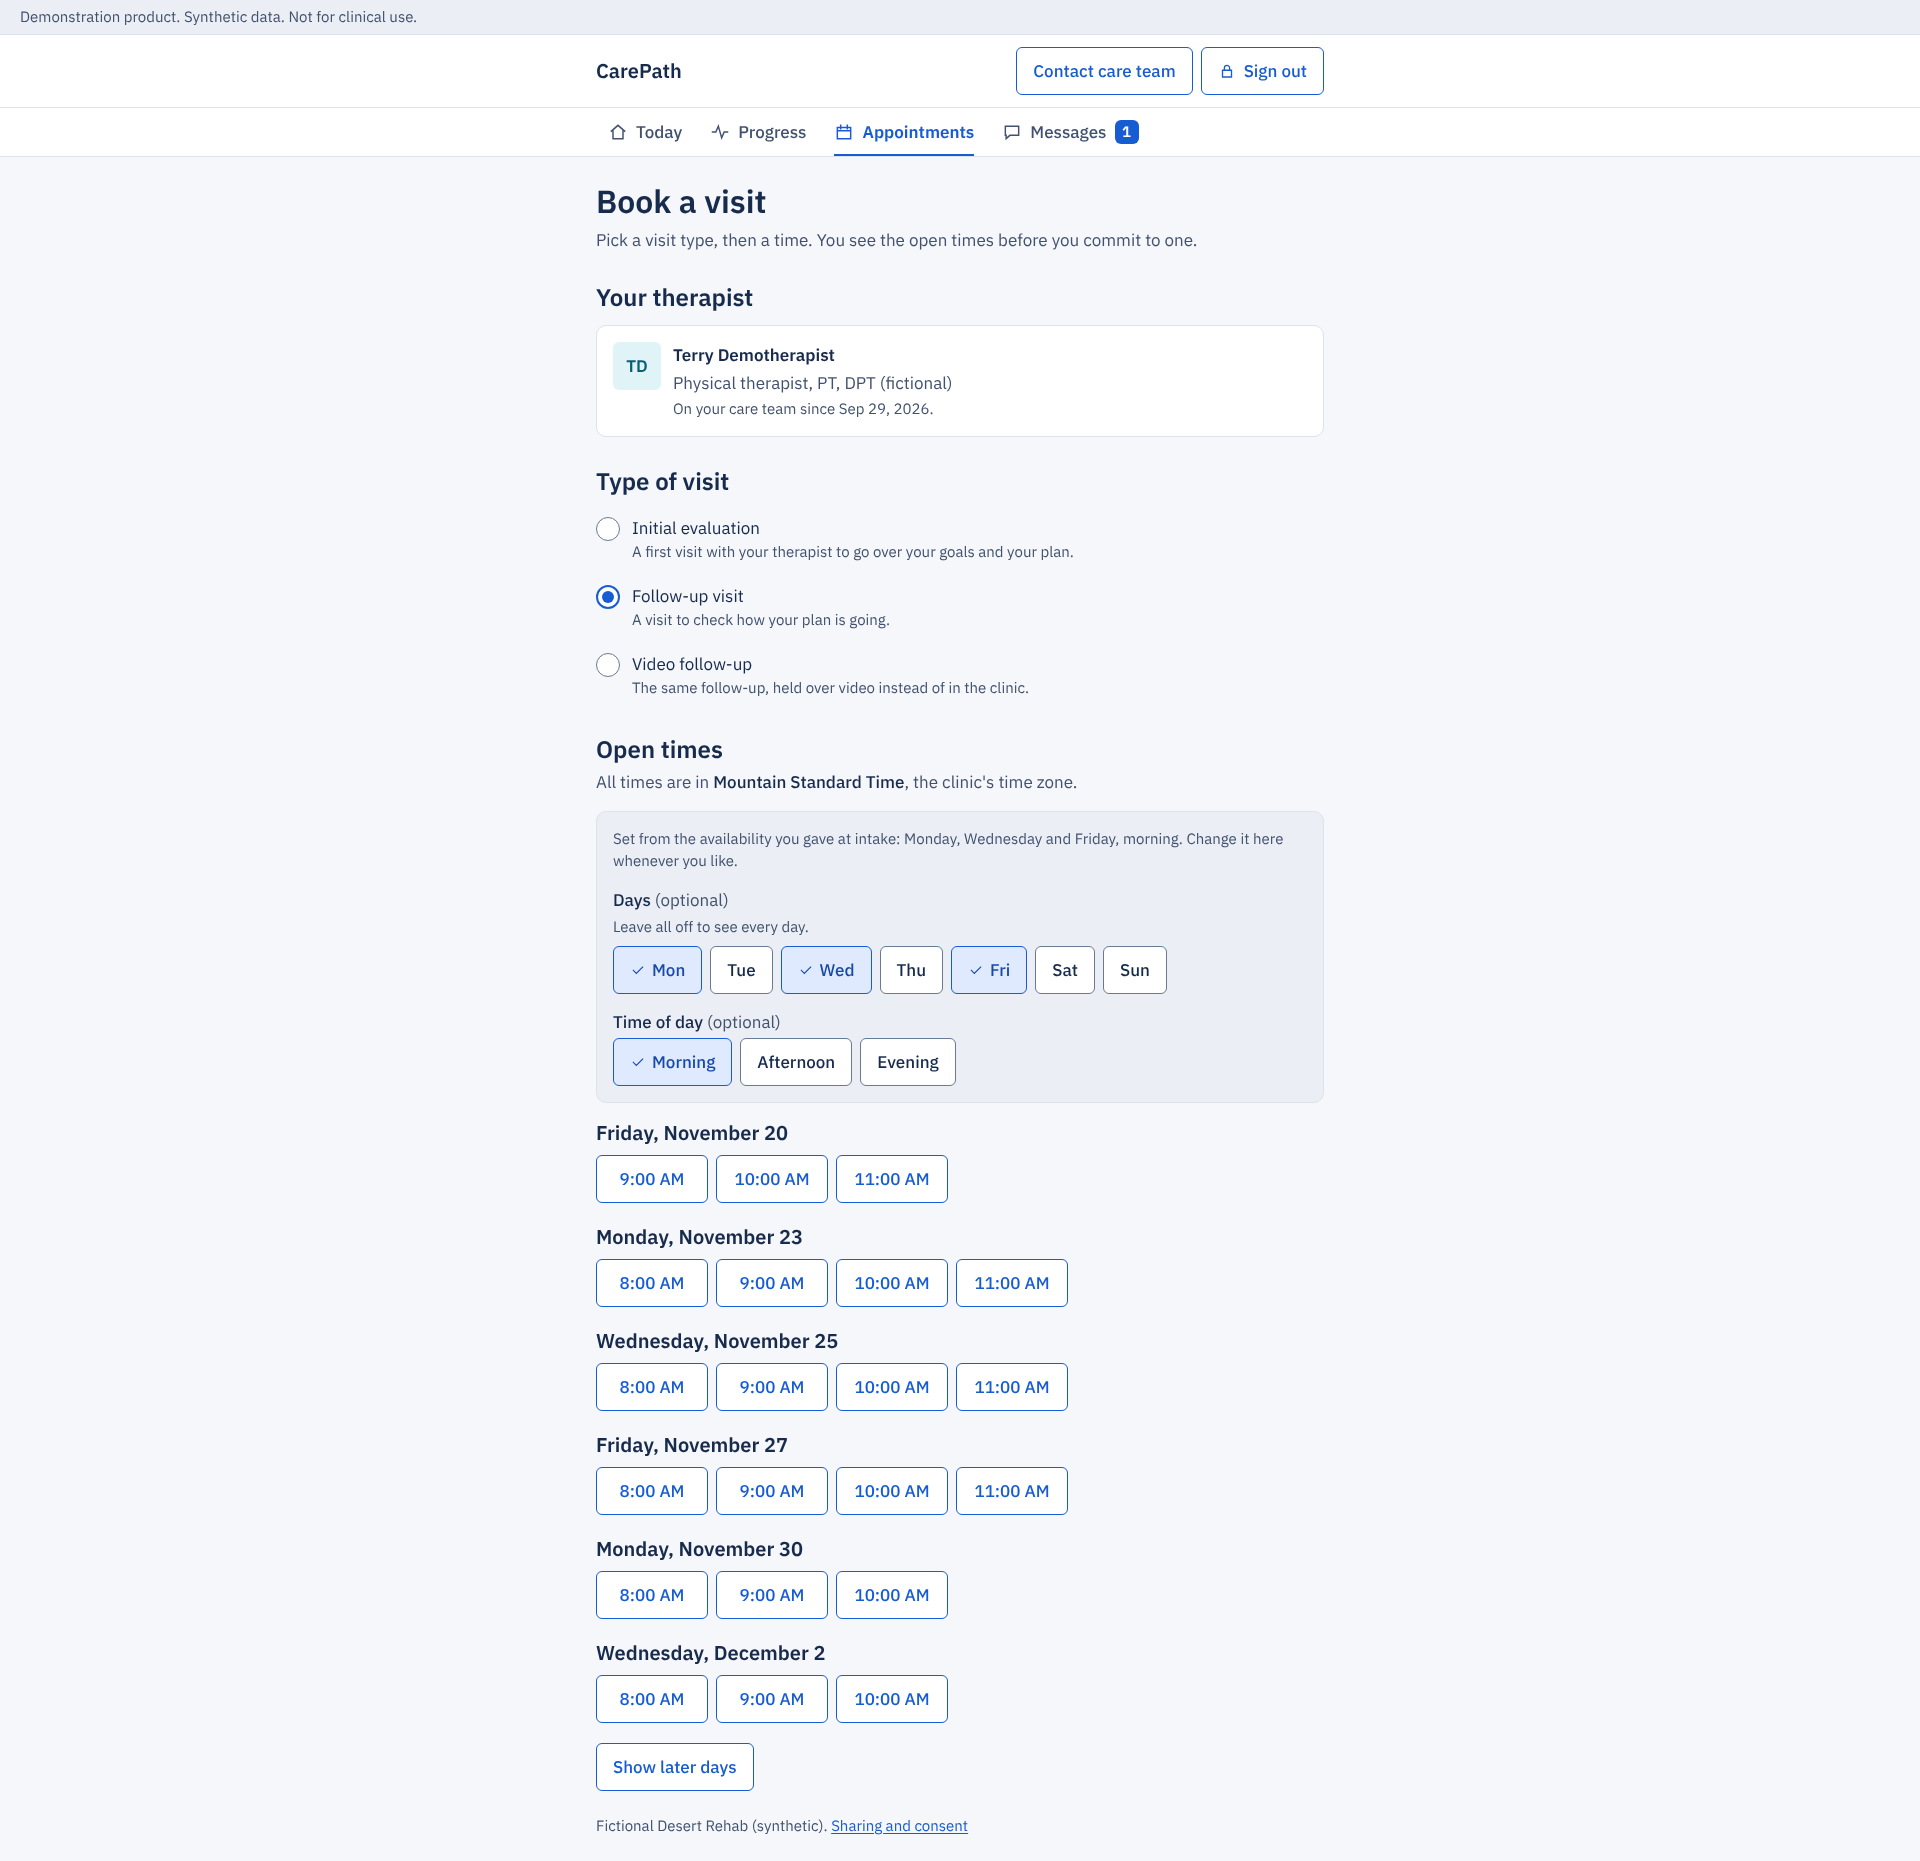 Demonstration product. Synthetic data. Not for clinical use.
CarePath
Contact care team
Sign out
Today
Progress
Appointments
Messages 1
Book a visit
Pick a visit type, then a time. You see the open times before you commit to one.
Your therapist
TD
Terry Demotherapist
Physical therapist, PT, DPT (fictional)
On your care team since Sep 29, 2026.
Type of visit
Initial evaluation
A first visit with your therapist to go over your goals and your plan.
Follow-up visit
A visit to check how your plan is going.
Video follow-up
The same follow-up, held over video instead of in the clinic.
Open times
All times are in Mountain Standard Time, the clinic's time zone.
Set from the availability you gave at intake: Monday, Wednesday and Friday, morning. Change it here
whenever you like.
Days (optional)
Leave all off to see every day.
Mon Tue Wed Thu Fri Sat Sun
Time of day (optional)
Morning Afternoon Evening
Friday, November 20
9:00 AM 10:00 AM 11:00 AM
Monday, November 23
8:00 AM 9:00 AM 10:00 AM 11:00 AM
Wednesday, November 25
8:00 AM 9:00 AM 10:00 AM 11:00 AM
Friday, November 27
8:00 AM 9:00 AM 10:00 AM 11:00 AM
Monday, November 30
8:00 AM 9:00 AM 10:00 AM
Wednesday, December 2
8:00 AM 9:00 AM 10:00 AM
Show later days
Fictional Desert Rehab (synthetic). Sharing and consent